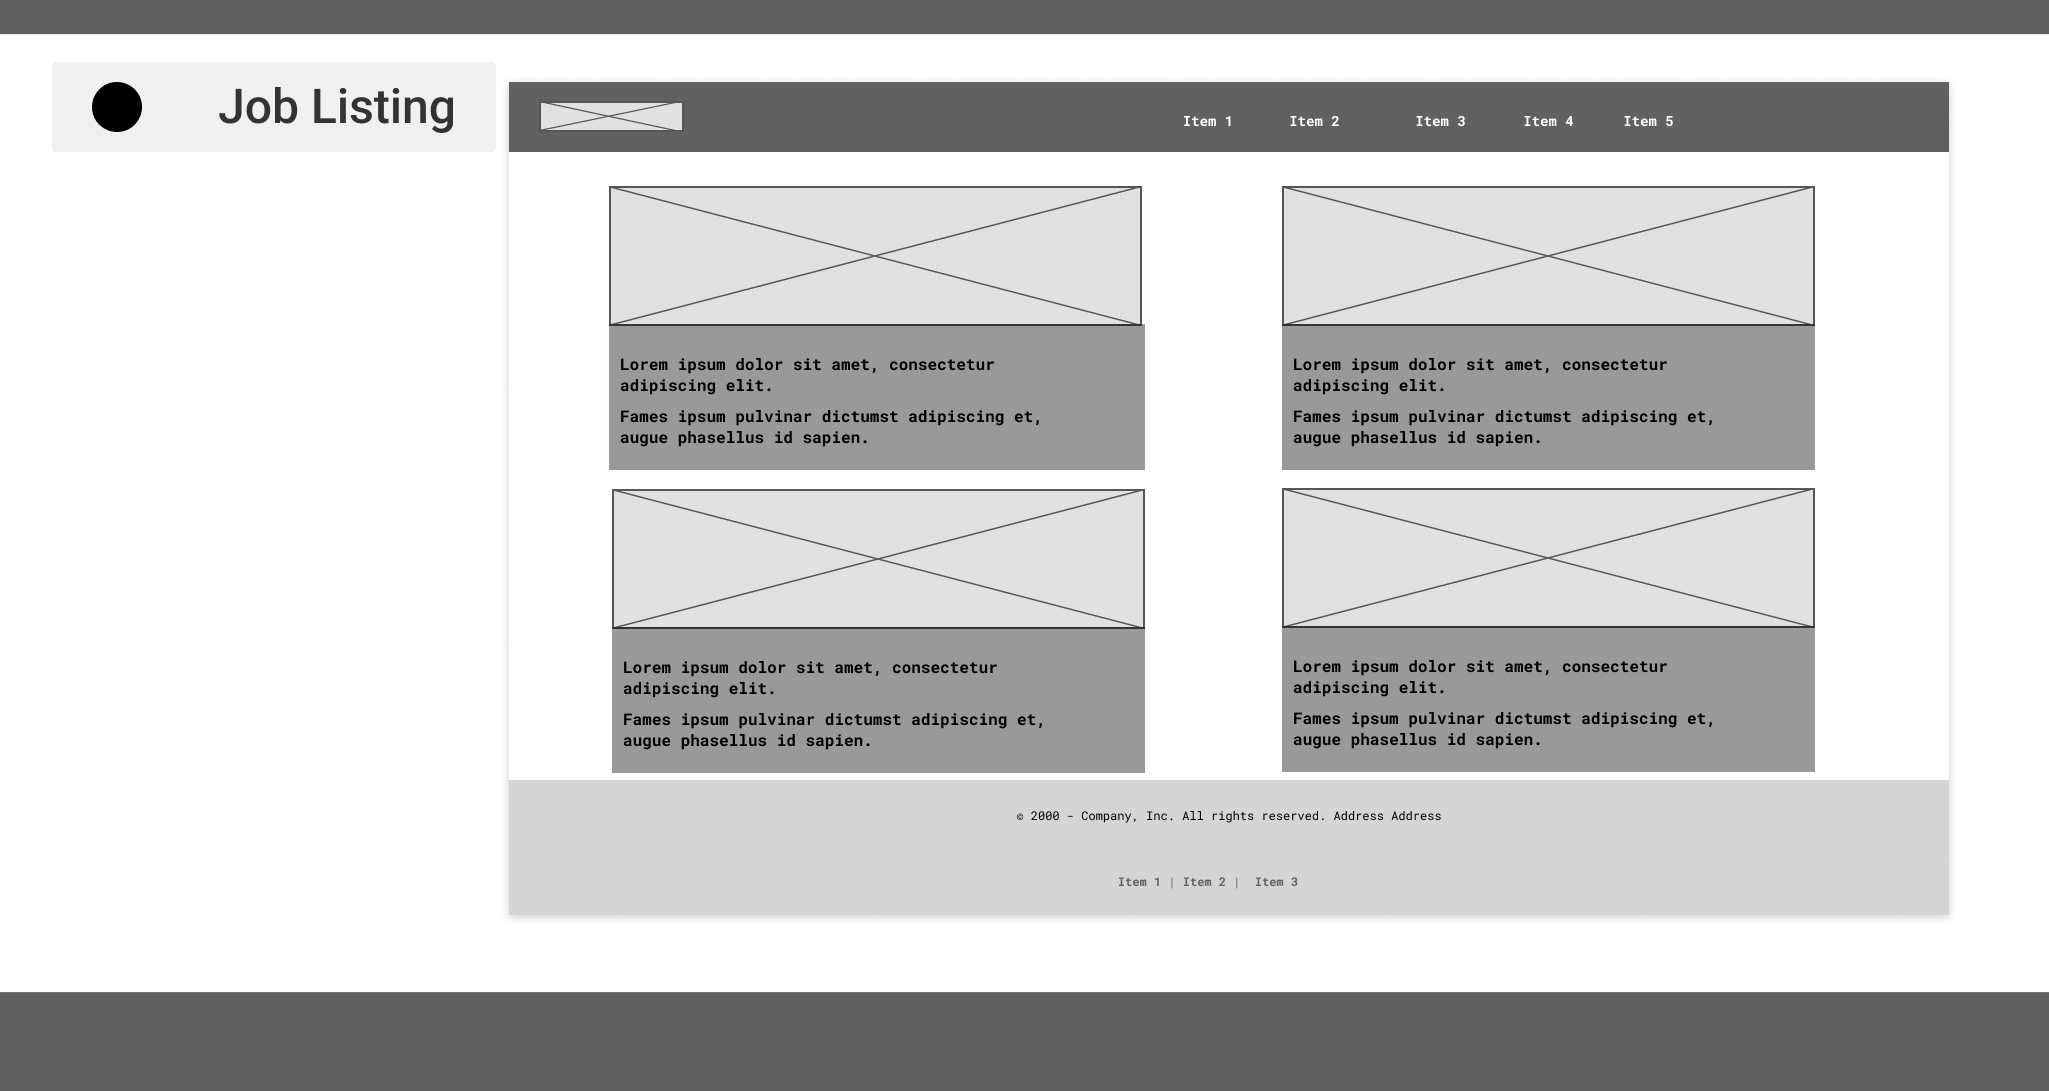 Job Listing
Item 1 Item 2 Item 3 Item 4 Item 5
Lorem ipsum dolor sit amet, consectetur
adipiscing elit.
Fames ipsum pulvinar dictumst adipiscing et,
augue phasellus id sapien.
Lorem ipsum dolor sit amet, consectetur
adipiscing elit.
Fames ipsum pulvinar dictumst adipiscing et,
augue phasellus id sapien.
Lorem ipsum dolor sit amet, consectetur
adipiscing elit.
Fames ipsum pulvinar dictumst adipiscing et,
augue phasellus id sapien.
Lorem ipsum dolor sit amet, consectetur
adipiscing elit.
Fames ipsum pulvinar dictumst adipiscing et,
augue phasellus id sapien.
© 2000 - Company, Inc. All rights reserved. Address Address
Item 1 | Item 2 | Item 3